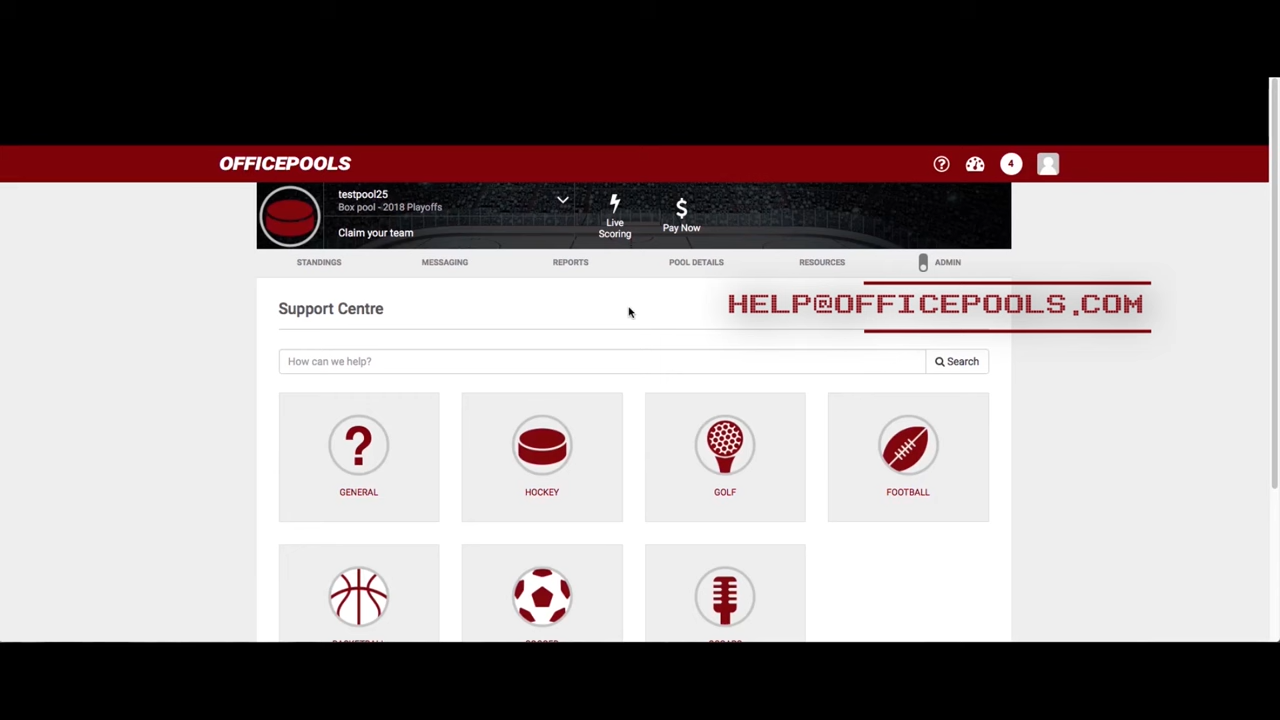 OFFICEPOOLS
4
testpool25
Box pool - 2018 Playoffs
Claim your team
Live
Scoring
Pay Now
STANDINGS
MESSAGING
REPORTS
POOL DETAILS
RESOURCES
ADMIN
Support Centre
HELP@OFFICEPOOLS.COM
How can we help?
Search
GENERAL
HOCKEY
GOLF
FOOTBALL